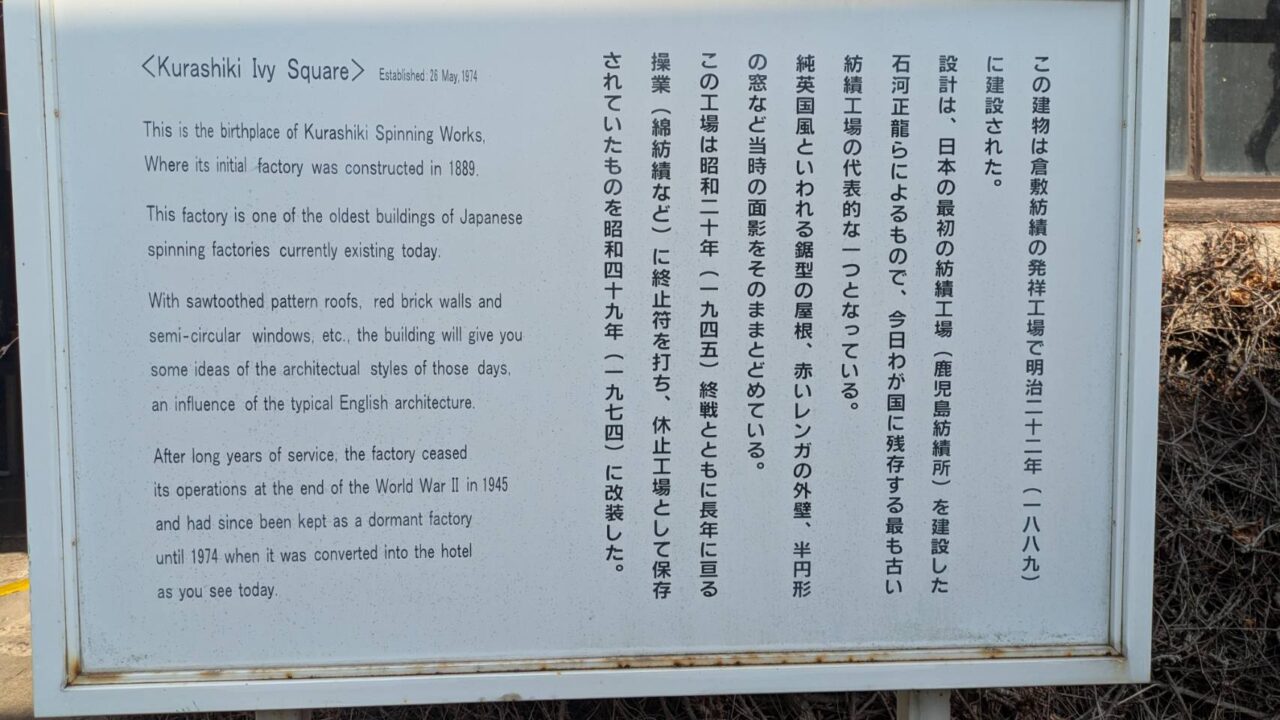 <Kurashiki Ivy Square> Established: 26 May, 1974
This is the birthplace of Kurashiki Spinning Works,
Where its initial factory was constructed in 1889.
This factory is one of the oldest buildings of Japanese
spinning factories currently existing today.
With sawtoothed pattern roofs, red brick walls and
semi-circular windows, etc., the building will give you
some ideas of the architectual styles of those days,
an influence of the typical English architecture.
After long years of service, the factory ceased
its operations at the end of the World War II in 1945
and had since been kept as a dormant factory
until 1974 when it was converted into the hotel
as you see today.
この建物は倉敷紡績の発祥工場で明治二十二年（一八八九）
に建設された。
設計は、日本の最初の紡績工場（鹿児島紡績所）を建設した
石河正龍らによるもので、今日わが国に残存する最も古い
紡績工場の代表的な一つとなっている。
純英国風といわれる鋸型の屋根、赤いレンガの外壁、半円形
の窓など当時の面影をそのままとどめている。
この工場は昭和二十年（一九四五）終戦とともに長年に亘る
操業（綿紡績など）に終止符を打ち、休止工場として保存
されていたものを昭和四十九年（一九七四）に改装した。